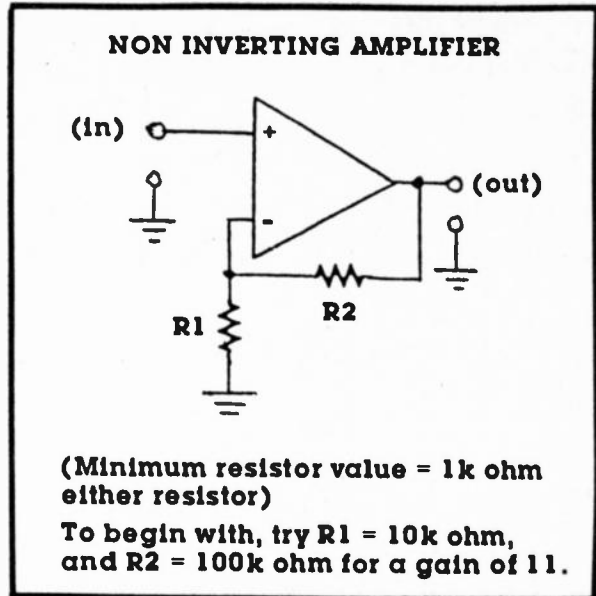 NON INVERTING AMPLIFIER
(in)
+
(out)
-
R2
R1
(Minimum resistor value = 1k ohm
either resistor)
To begin with, try R1 = 10k ohm,
and R2 = 100k ohm for a gain of 11.